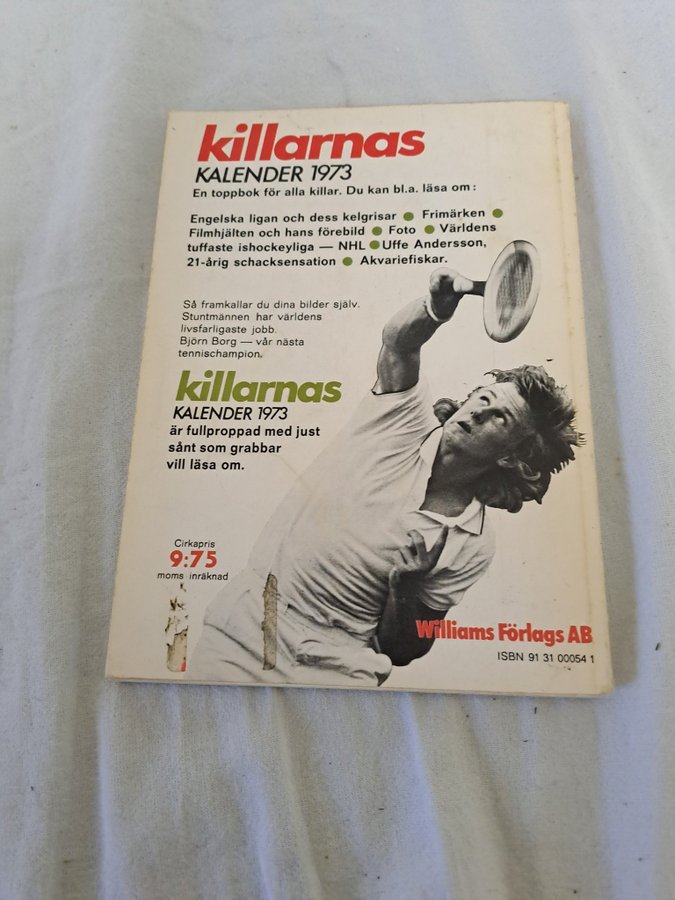 killarnas
KALENDER 1973
En toppbok för alla killar. Du kan bl.a. läsa om:
Engelska ligan och dess kelgrisar ● Frimärken ●
Filmhjälten och hans förebild ● Foto ● Världens
tuffaste ishockeyliga — NHL ● Uffe Andersson,
21-årig schacksensation ● Akvariefiskar.
Så framkallar du dina bilder själv.
Stuntmännen har världens
livsfarligaste jobb.
Björn Borg — vår nästa
tennischampion.
killarnas
KALENDER 1973
är fullproppad med just
sånt som grabbar
vill läsa om.
Cirkapris
9:75
moms inräknad
Williams Förlags AB
ISBN 91 31 00054 1